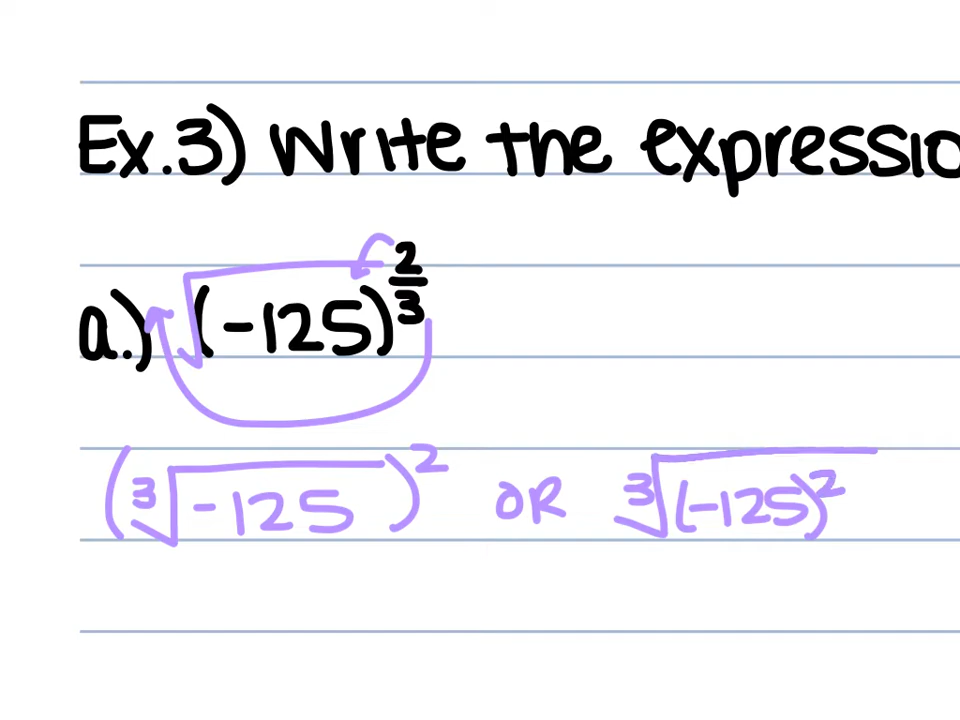 Ex.3) Write the expressio
a.) √(-125)^(2/3)
(∛-125)² OR ∛(-125)²